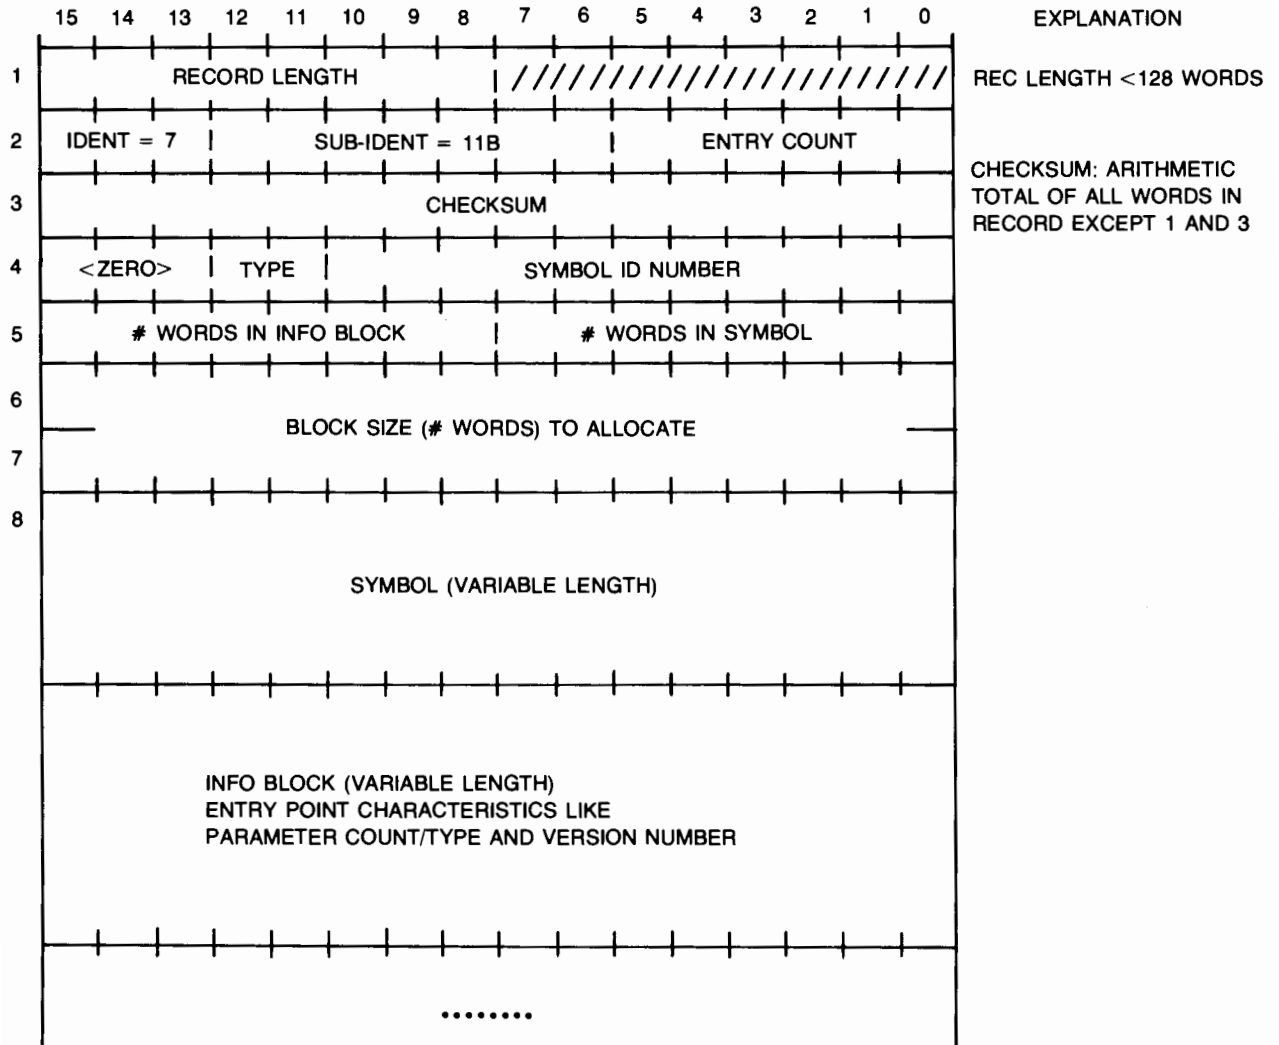 15 14 13 12 11 10 9 8 7 6 5 4 3 2 1 0 EXPLANATION
1 RECORD LENGTH REC LENGTH <128 WORDS
2 IDENT = 7 SUB-IDENT = 11B ENTRY COUNT
CHECKSUM: ARITHMETIC
TOTAL OF ALL WORDS IN
RECORD EXCEPT 1 AND 3
3 CHECKSUM
4 <ZERO> TYPE SYMBOL ID NUMBER
5 # WORDS IN INFO BLOCK # WORDS IN SYMBOL
6
BLOCK SIZE (# WORDS) TO ALLOCATE
7
8
SYMBOL (VARIABLE LENGTH)
INFO BLOCK (VARIABLE LENGTH)
ENTRY POINT CHARACTERISTICS LIKE
PARAMETER COUNT/TYPE AND VERSION NUMBER
........